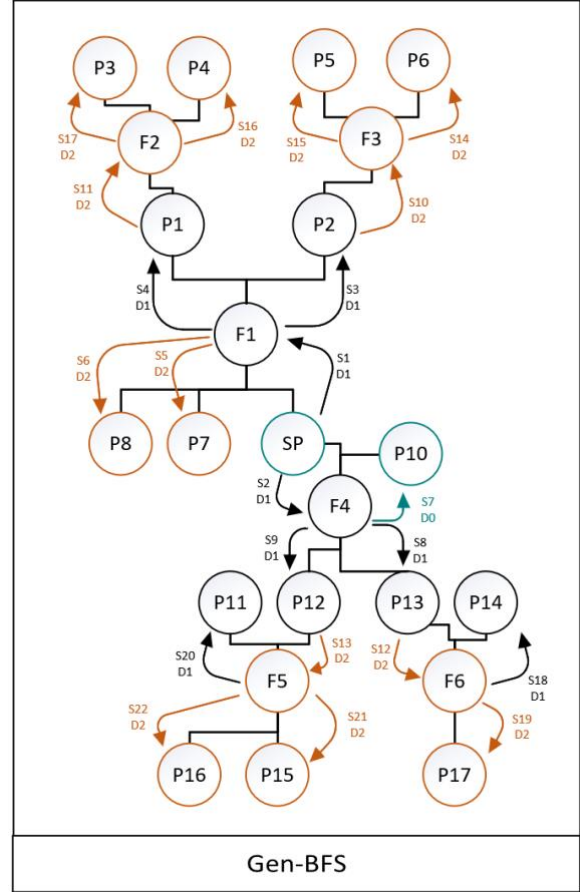 P3
P4
P5
P6
S17
D2
F2
S16
D2
S15
D2
F3
S14
D2
S11
D2
P1
P2
S10
D2
S4
D1
S3
D1
F1
S6
D2
S5
D2
S1
D1
P8
P7
SP
P10
S2
D1
F4
S7
D0
S9
D1
S8
D1
P11
P12
P13
P14
S20
D1
S13
D2
S12
D2
F5
F6
S18
D1
S22
D2
S21
D2
S19
D2
P16
P15
P17
Gen-BFS